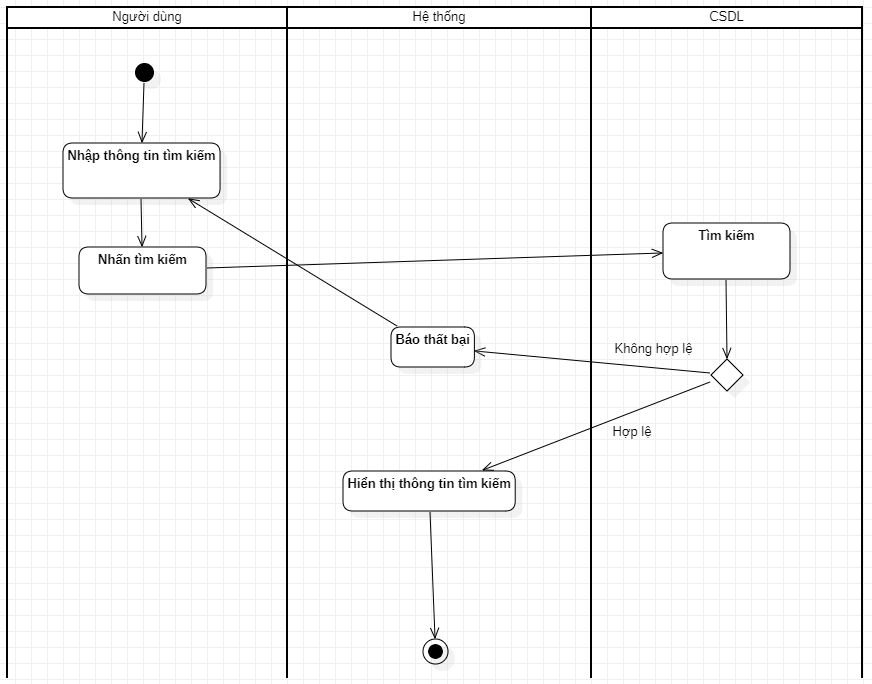 Người dùng
Hệ thống
CSDL
Nhập thông tin tìm kiếm
Nhấn tìm kiếm
Tìm kiếm
Báo thất bại
Không hợp lệ
Hợp lệ
Hiển thị thông tin tìm kiếm